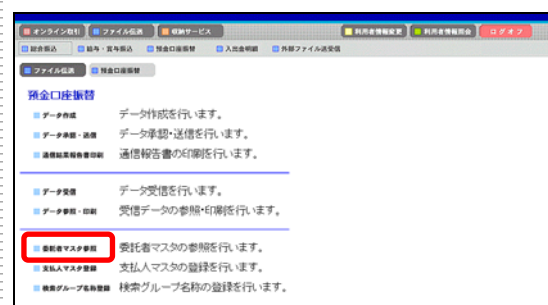 オンライン取引 ファイル伝送 収納サービス 利用者情報変更 利用者情報照会 ログオフ
総合振込 給与・賞与振込 預金口座振替 入出金明細 外部ファイル送受信
ファイル伝送 預金口座振替
預金口座振替
データ作成 データ作成を行います。
データ承認・送信 データ承認・送信を行います。
通信結果報告書印刷 通信報告書の印刷を行います。
データ受信 データ受信を行います。
データ参照・印刷 受信データの参照・印刷を行います。
委託者マスタ参照 委託者マスタの参照を行います。
支払人マスタ登録 支払人マスタの登録を行います。
検索グループ名称登録 検索グループ名称の登録を行います。